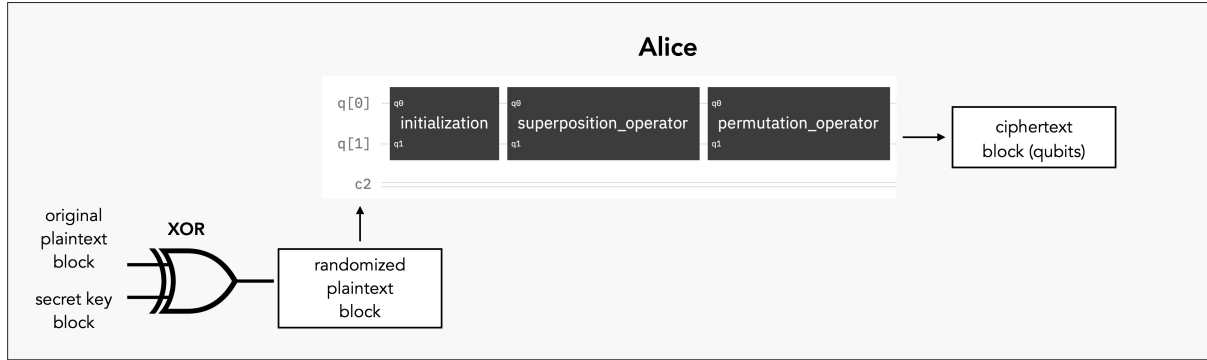 Alice
q[0]
q[1]
c2
q0
initialization
q1
q0
superposition_operator
q1
q0
permutation_operator
q1
ciphertext
block (qubits)
original
plaintext
block
XOR
secret key
block
randomized
plaintext
block